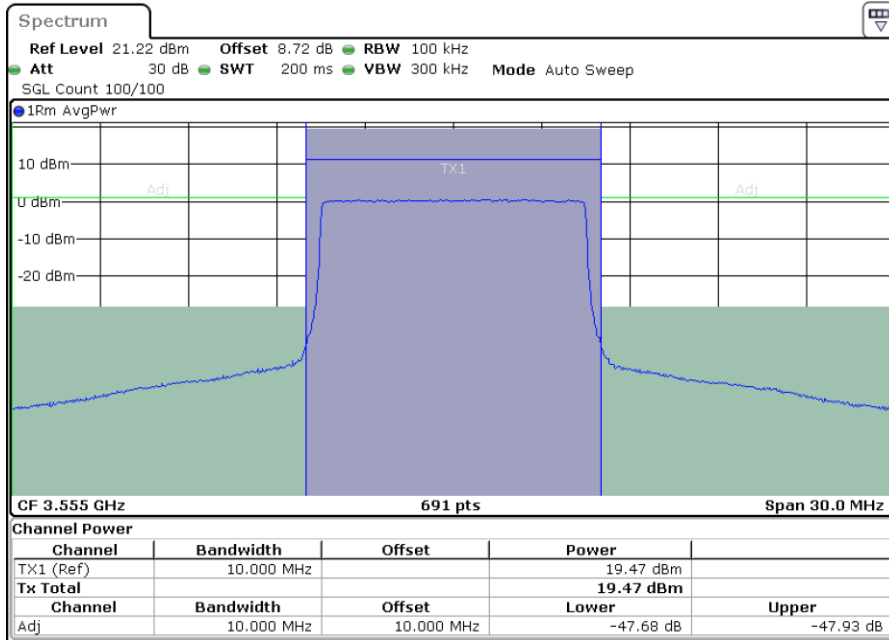 Spectrum
Ref Level 21.22 dBm Offset 8.72 dB RBW 100 kHz
Att 30 dB SWT 200 ms VBW 300 kHz Mode Auto Sweep
SGL Count 100/100
1Rm AvgPwr
10 dBm
TX1
Adj Adj
0 dBm
-10 dBm
-20 dBm
CF 3.555 GHz 691 pts Span 30.0 MHz
Channel Power
Channel Bandwidth Offset Power
TX1 (Ref) 10.000 MHz 19.47 dBm
Tx Total 19.47 dBm
Channel Bandwidth Offset Lower Upper
Adj 10.000 MHz 10.000 MHz -47.68 dB -47.93 dB